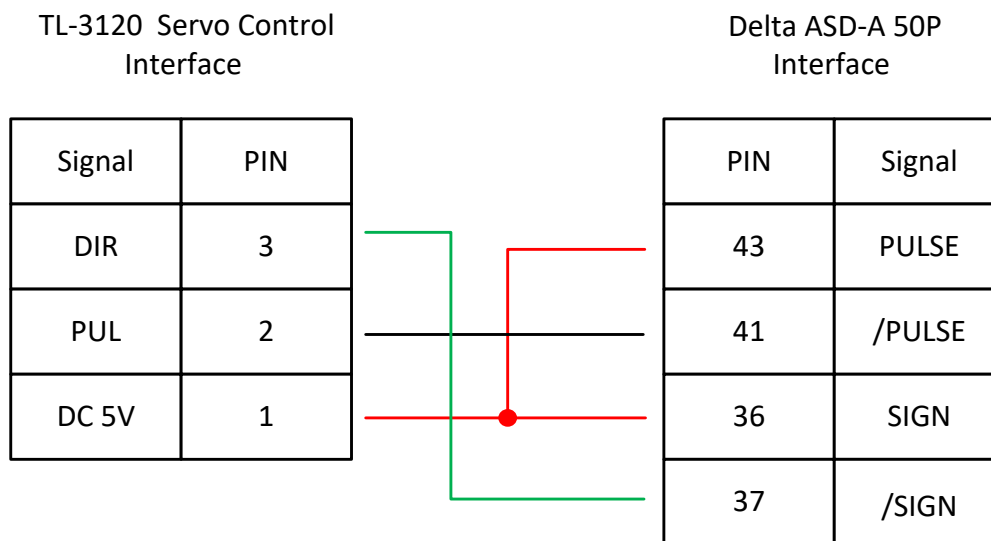 TL-3120 Servo Control
Interface
Delta ASD-A 50P
Interface
Signal PIN
DIR 3
PUL 2
DC 5V 1
PIN Signal
43 PULSE
41 /PULSE
36 SIGN
37 /SIGN